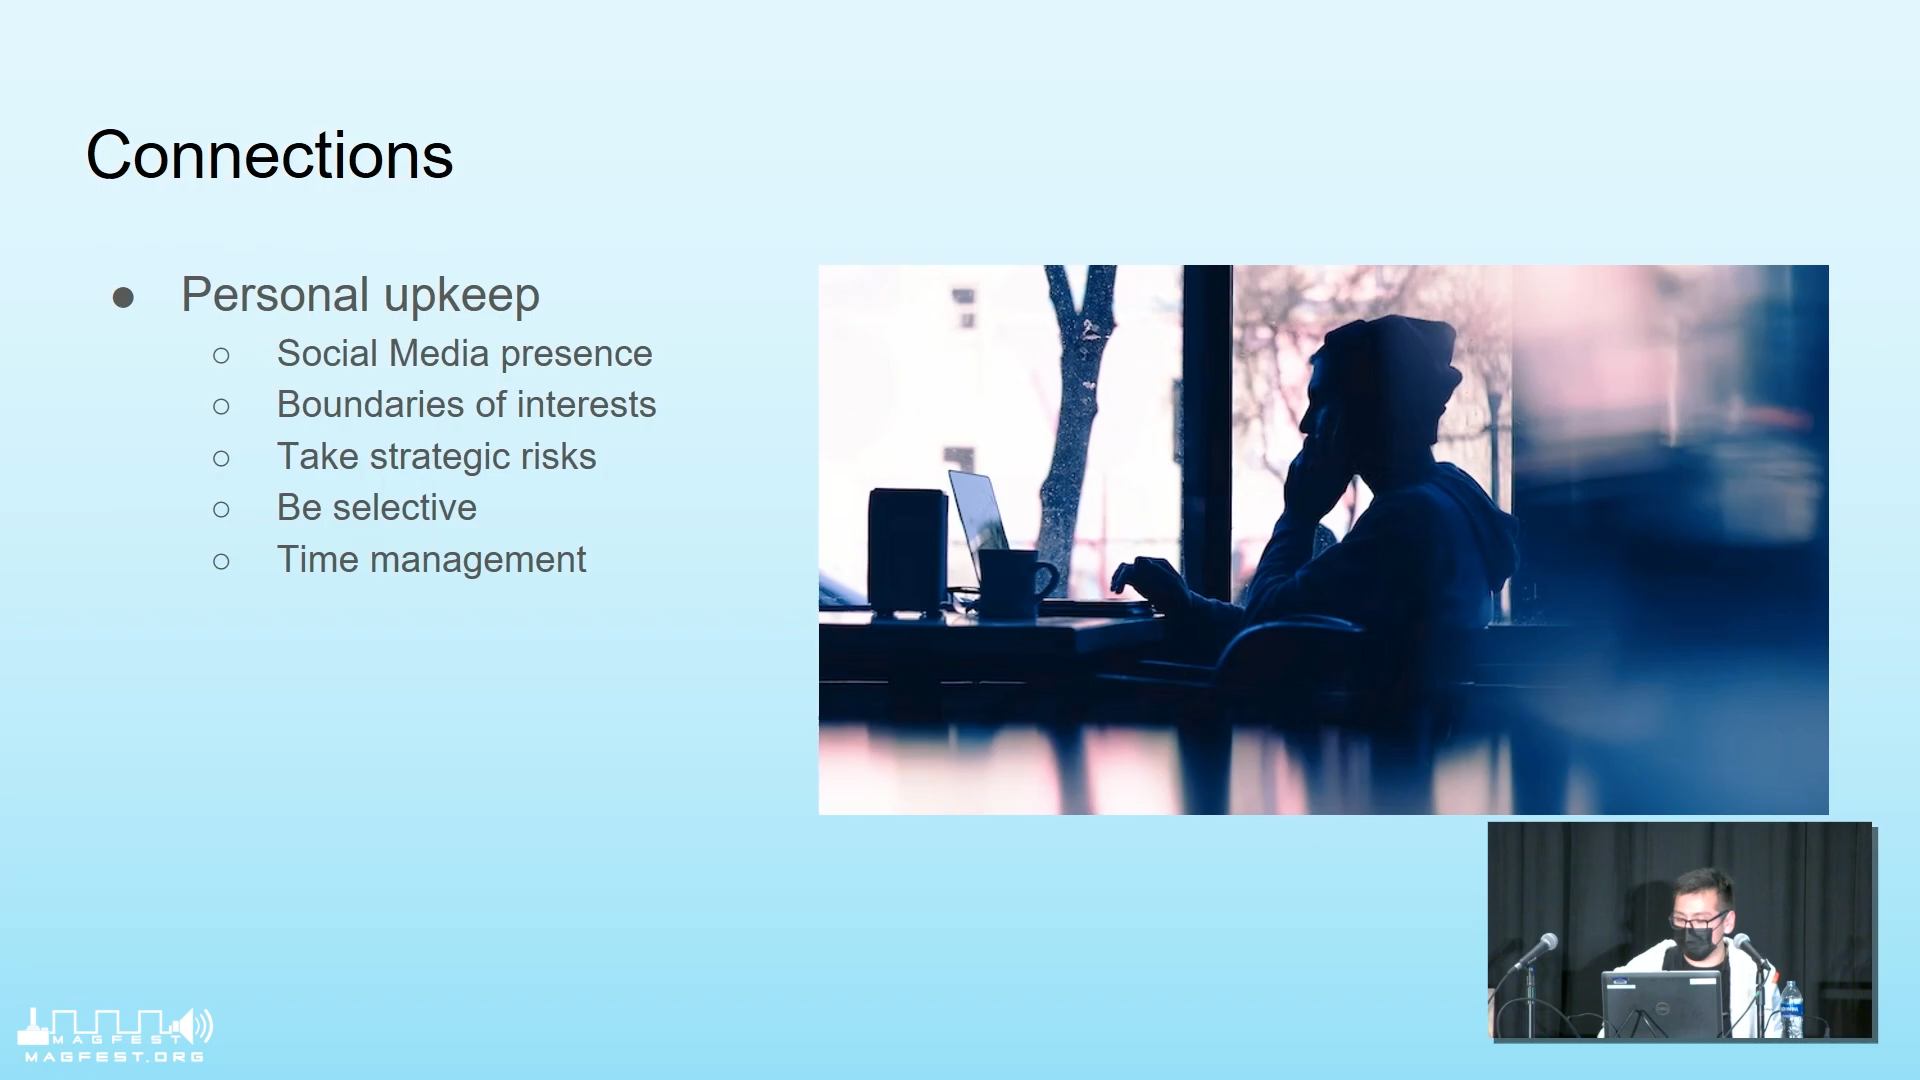 Connections
● Personal upkeep
○ Social Media presence
○ Boundaries of interests
○ Take strategic risks
○ Be selective
○ Time management
MAGFEST
MAGFEST.ORG